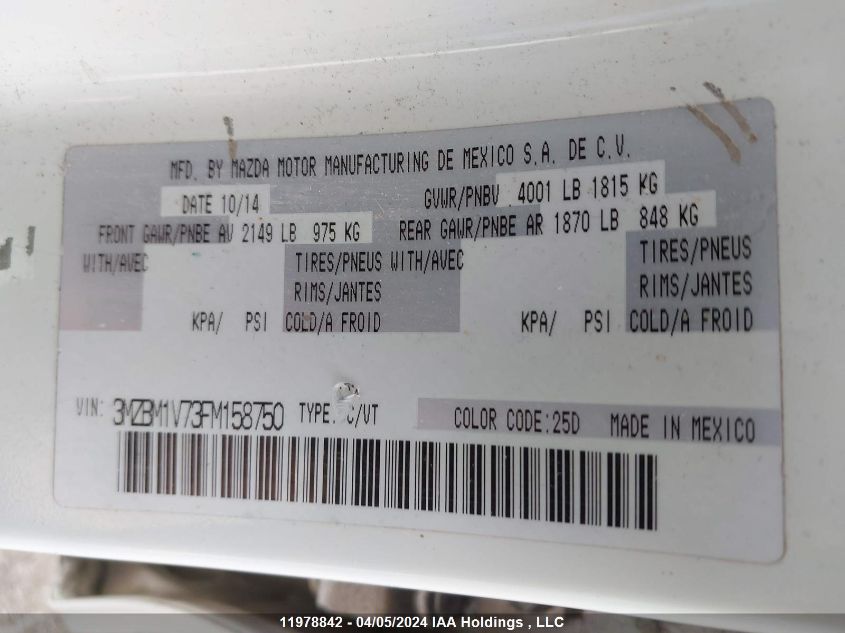 MFD. BY MAZDA MOTOR MANUFACTURING DE MEXICO S.A. DE C.V.
DATE 10/14 GVWR/PNBV 4001 LB 1815 KG
FRONT GAWR/PNBE AV 2149 LB 975 KG REAR GAWR/PNBE AR 1870 LB 848 KG
WITH/AVEC TIRES/PNEUS WITH/AVEC TIRES/PNEUS
RIMS/JANTES RIMS/JANTES
KPA/ PSI COLD/A FROID KPA/ PSI COLD/A FROID
VIN: 3MZBM1V73FM158750 TYPE: /VT COLOR CODE:25D MADE IN MEXICO
11978842 - 04/05/2024 IAA Holdings , LLC